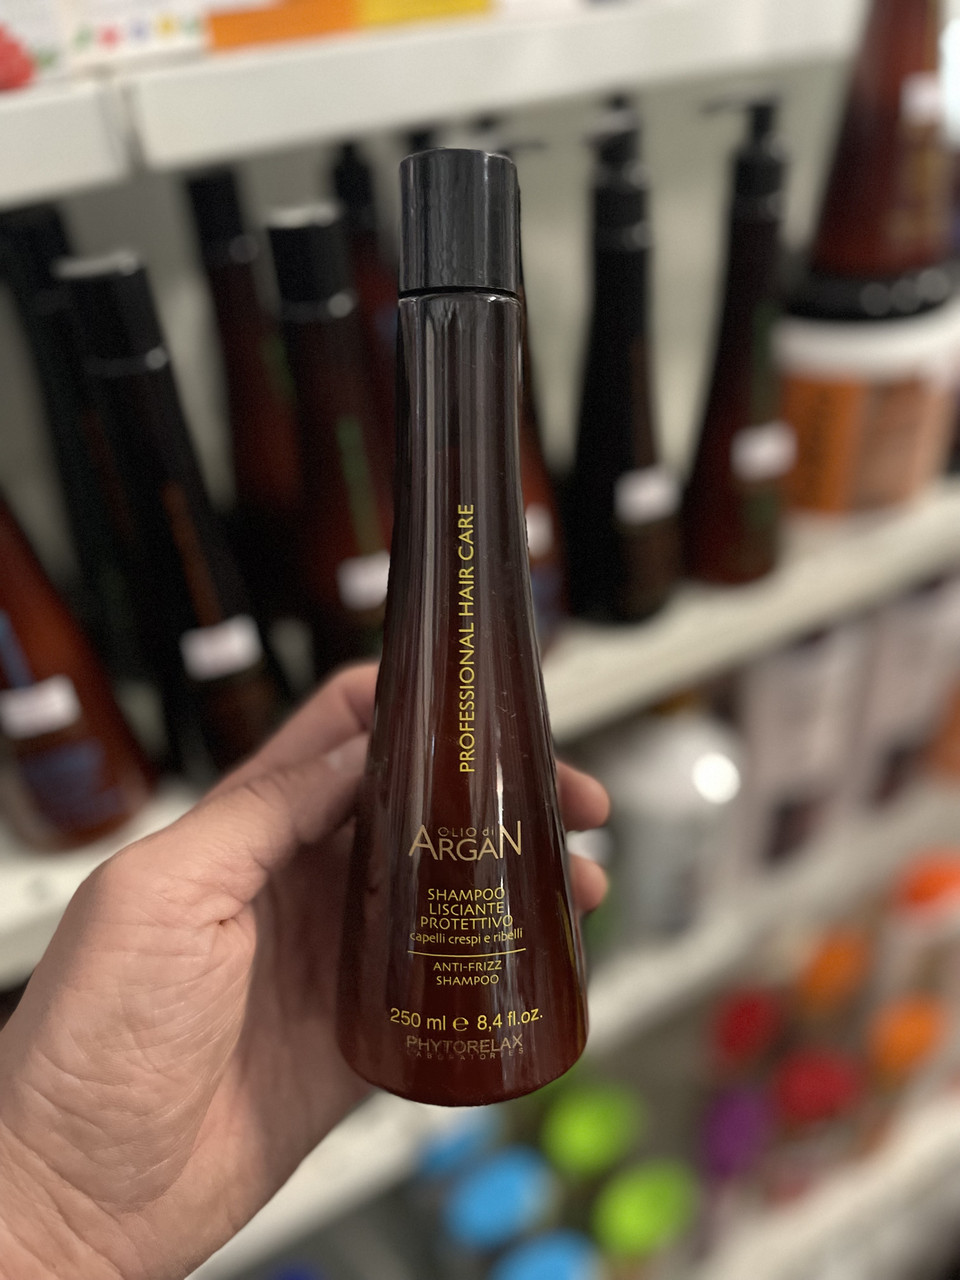 PROFESSIONAL HAIR CARE
OLIO di
ARGAN
SHAMPOO
LISCIANTE
PROTETTIVO
capelli crespi e ribelli
ANTI-FRIZZ
SHAMPOO
250 ml e 8,4 fl.oz.
PHYTORELAX
LABORATORIES